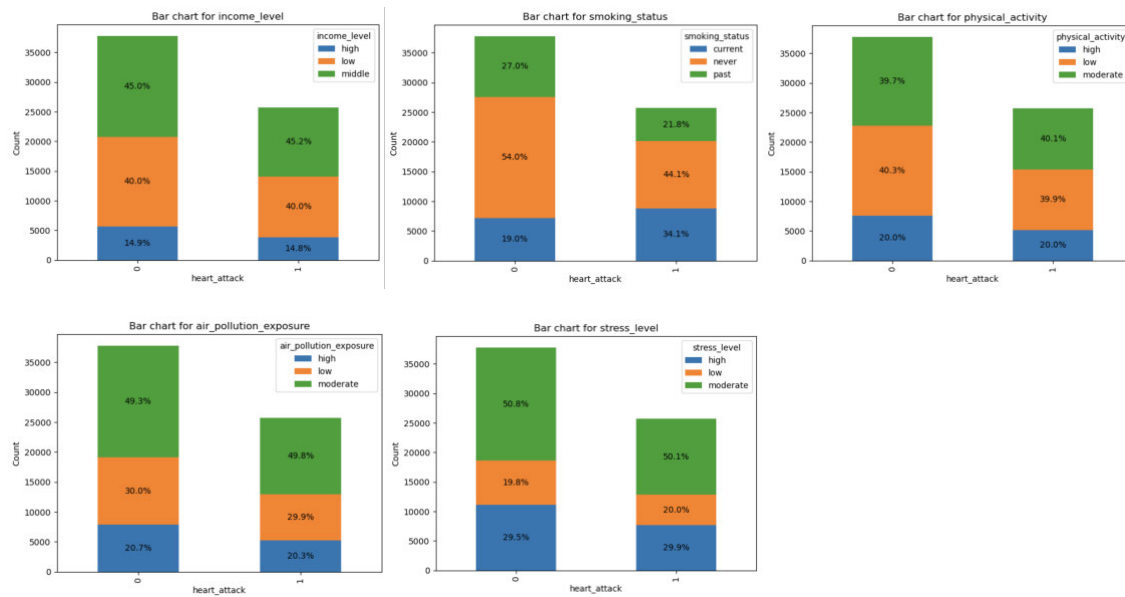 Bar chart for income_level
income_level
high
low
middle
35000
30000
25000
20000
15000
10000
5000
0
Count
45.0%
40.0%
14.9%
45.2%
40.0%
14.8%
0
1
heart_attack
Bar chart for smoking_status
smoking_status
current
never
past
35000
30000
25000
20000
15000
10000
5000
0
Count
27.0%
54.0%
19.0%
21.8%
44.1%
34.1%
0
1
heart_attack
Bar chart for physical_activity
physical_activity
high
low
moderate
35000
30000
25000
20000
15000
10000
5000
0
Count
39.7%
40.3%
20.0%
40.1%
39.9%
20.0%
0
1
heart_attack
Bar chart for air_pollution_exposure
air_pollution_exposure
high
low
moderate
35000
30000
25000
20000
15000
10000
5000
0
Count
49.3%
30.0%
20.7%
49.8%
29.9%
20.3%
0
1
heart_attack
Bar chart for stress_level
stress_level
high
low
moderate
35000
30000
25000
20000
15000
10000
5000
0
Count
50.8%
19.8%
29.5%
50.1%
20.0%
29.9%
0
1
heart_attack